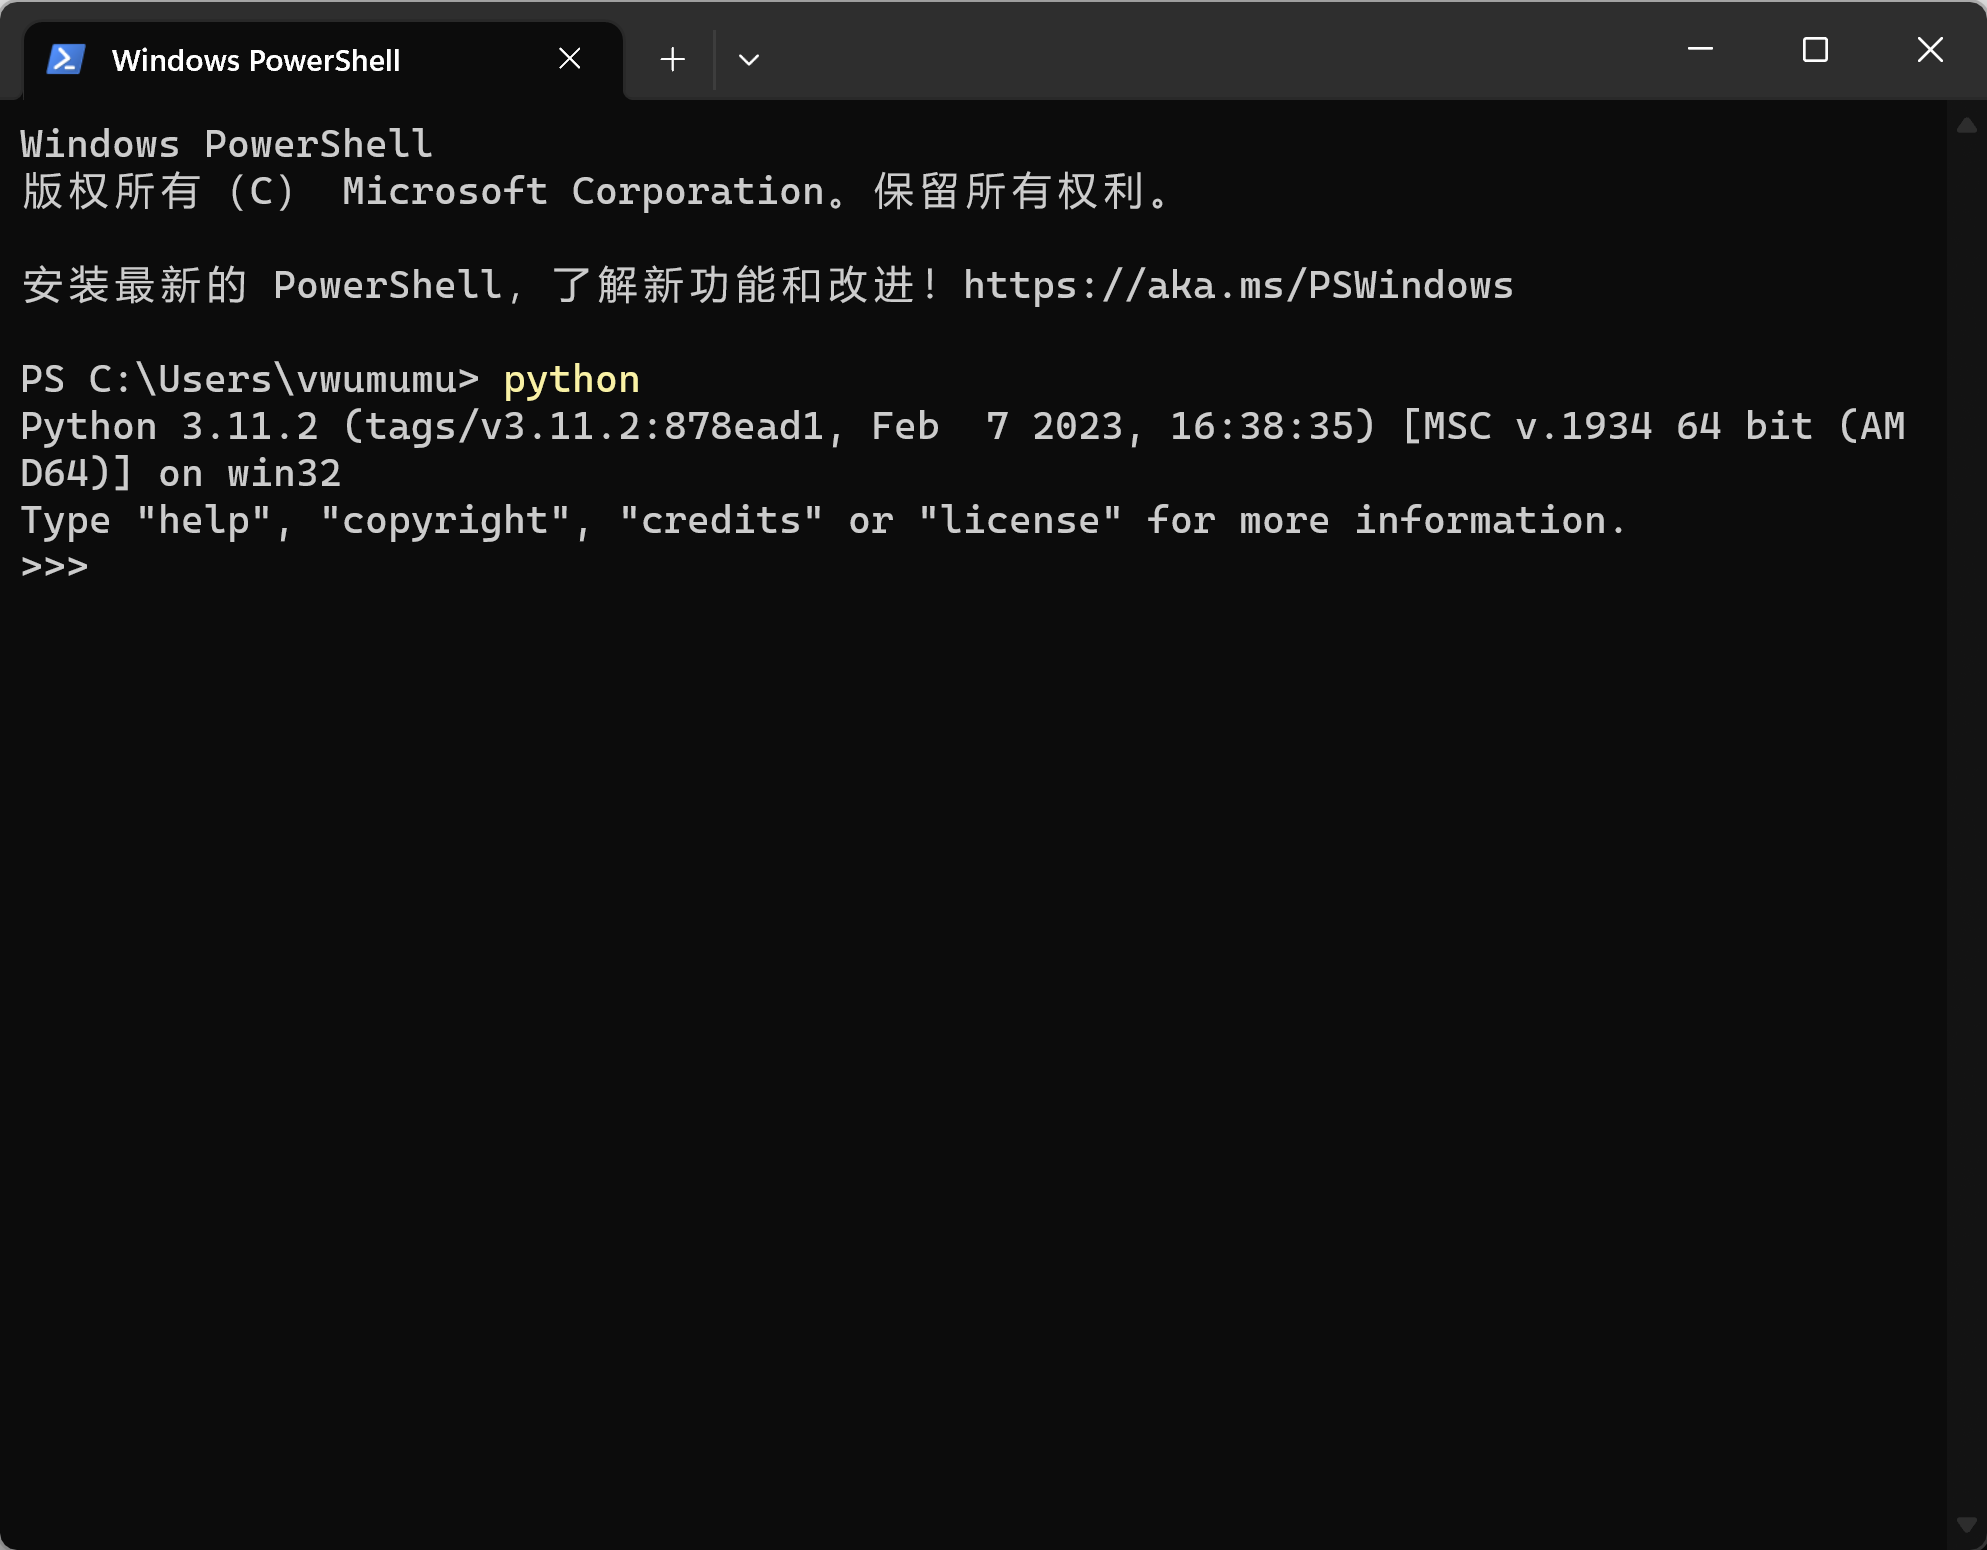 Windows PowerShell
Windows PowerShell
版权所有（C） Microsoft Corporation。保留所有权利。
安装最新的 PowerShell，了解新功能和改进！https://aka.ms/PSWindows
PS C:\Users\vwumumu> python
Python 3.11.2 (tags/v3.11.2:878ead1, Feb  7 2023, 16:38:35) [MSC v.1934 64 bit (AM
D64)] on win32
Type "help", "copyright", "credits" or "license" for more information.
>>>